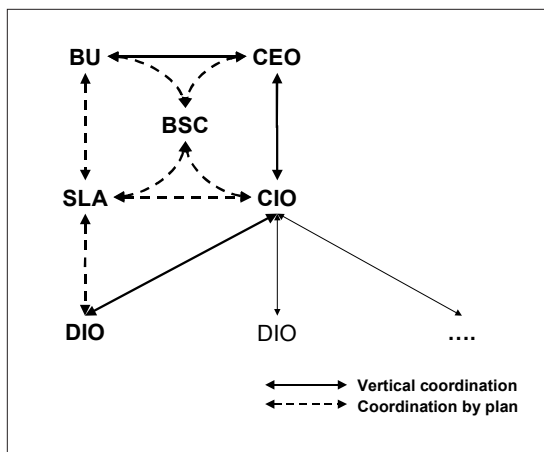 BU CEO
BSC
SLA CIO
DIO DIO ....
Vertical coordination
Coordination by plan